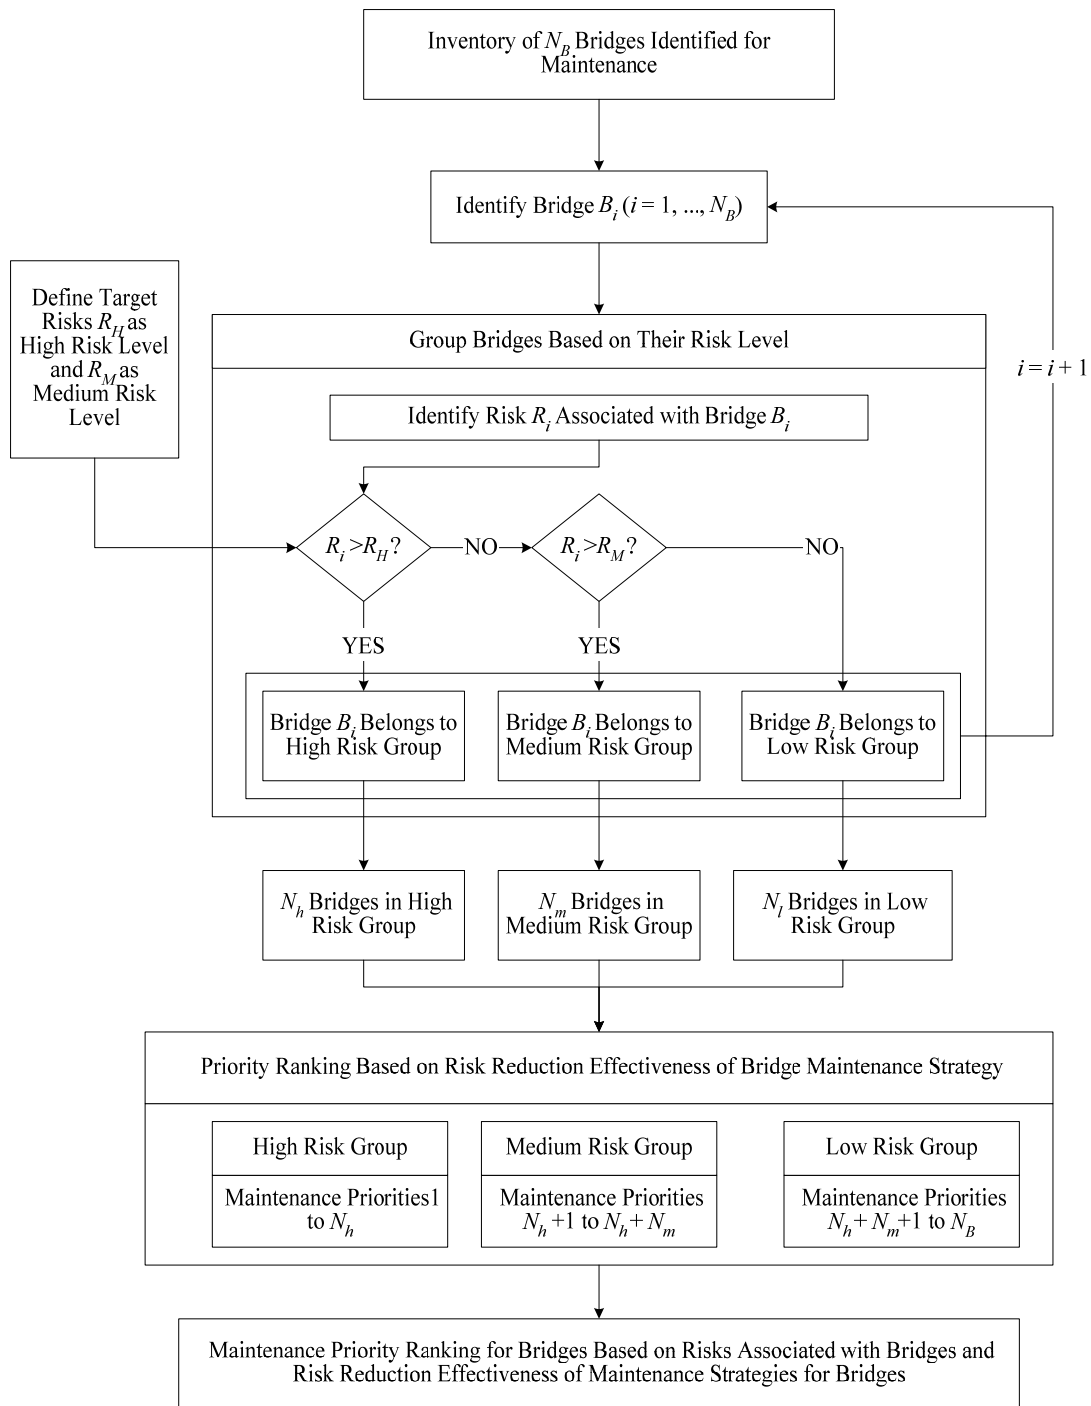 Inventory of N_B Bridges Identified for
Maintenance
Identify Bridge B_i (i = 1, ..., N_B)
Define Target
Risks R_H as
High Risk Level
and R_M as
Medium Risk
Level
Group Bridges Based on Their Risk Level
i = i + 1
Identify Risk R_i Associated with Bridge B_i
R_i >R_H?
NO
R_i >R_M?
NO
YES
YES
Bridge B_i Belongs to
High Risk Group
Bridge B_i Belongs to
Medium Risk Group
Bridge B_i Belongs to
Low Risk Group
N_h Bridges in High
Risk Group
N_m Bridges in
Medium Risk Group
N_l Bridges in Low
Risk Group
Priority Ranking Based on Risk Reduction Effectiveness of Bridge Maintenance Strategy
High Risk Group
Maintenance Priorities1
to N_h
Medium Risk Group
Maintenance Priorities
N_h +1 to N_h + N_m
Low Risk Group
Maintenance Priorities
N_h + N_m +1 to N_B
Maintenance Priority Ranking for Bridges Based on Risks Associated with Bridges and
Risk Reduction Effectiveness of Maintenance Strategies for Bridges